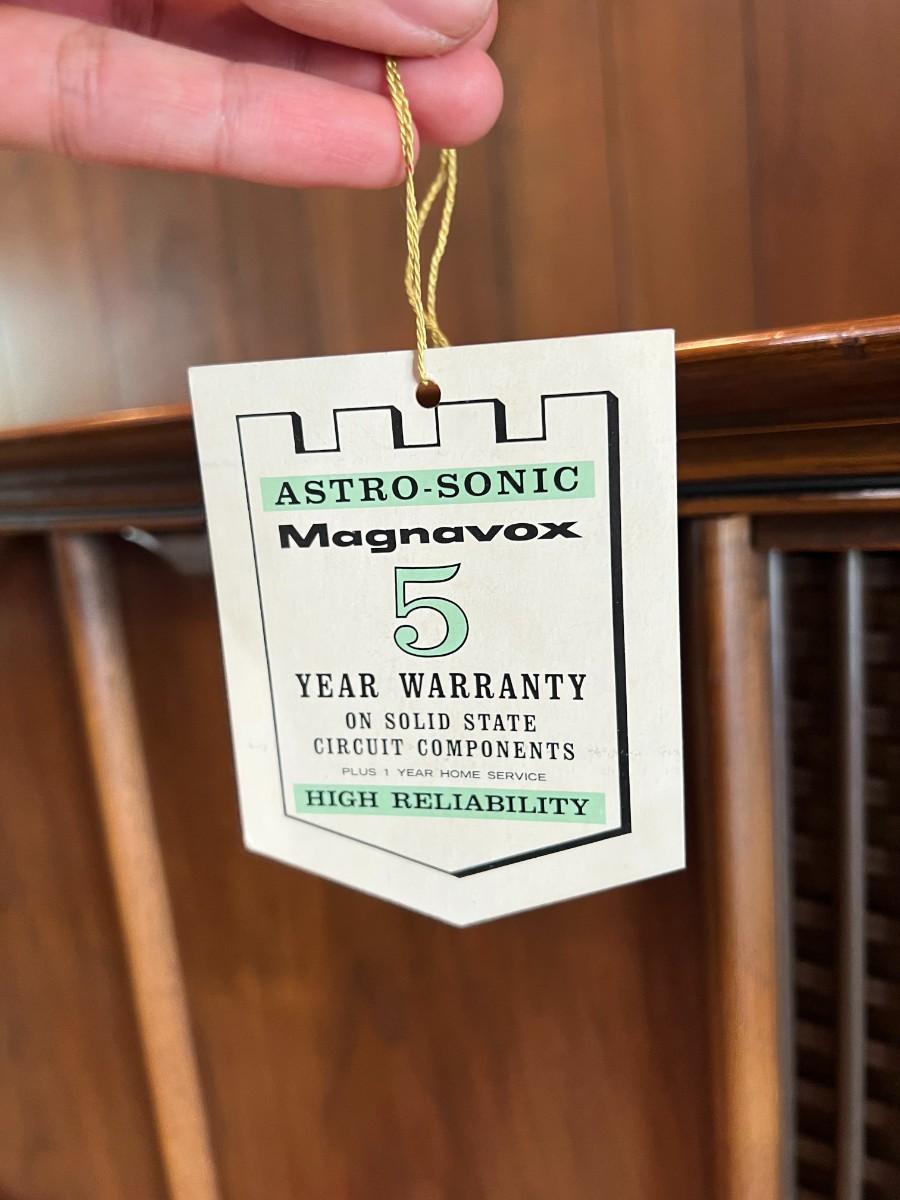 ASTRO-SONIC
Magnavox
5
YEAR WARRANTY
ON SOLID STATE
CIRCUIT COMPONENTS
PLUS 1 YEAR HOME SERVICE
HIGH RELIABILITY